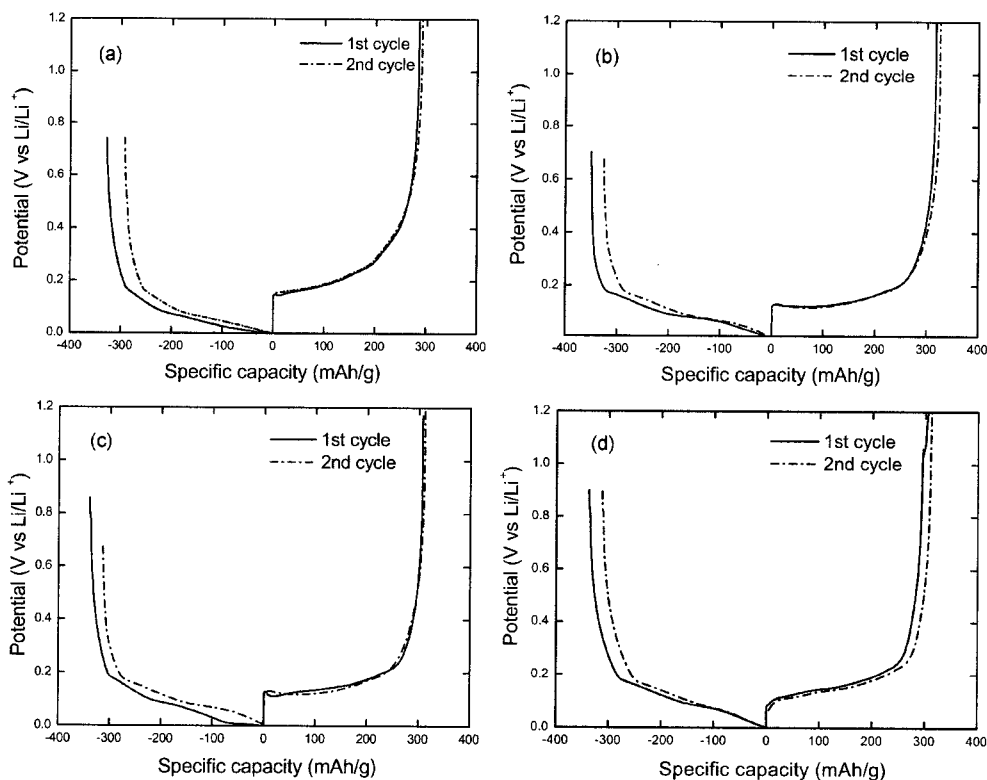 (a)
1st cycle
2nd cycle
1.2
1.0
0.8
0.6
0.4
0.2
0.0
Potential (V vs Li/Li⁺)
-400 -300 -200 -100 0 100 200 300 400
Specific capacity (mAh/g)
(b)
1st cycle
2nd cycle
1.2
1.0
0.8
0.6
0.4
0.2
Potential (V vs Li/Li⁺)
-400 -300 -200 -100 0 100 200 300 400
Specific capacity (mAh/g)
(c)
1st cycle
2nd cycle
1.2
1.0
0.8
0.6
0.4
0.2
0.0
Potential (V vs Li/Li⁺)
-400 -300 -200 -100 0 100 200 300 400
Specific capacity (mAh/g)
(d)
1st cycle
2nd cycle
1.2
1.0
0.8
0.6
0.4
0.2
0.0
Potential (V vs Li/Li⁺)
-400 -300 -200 -100 0 100 200 300 400
Specific capacity (mAh/g)